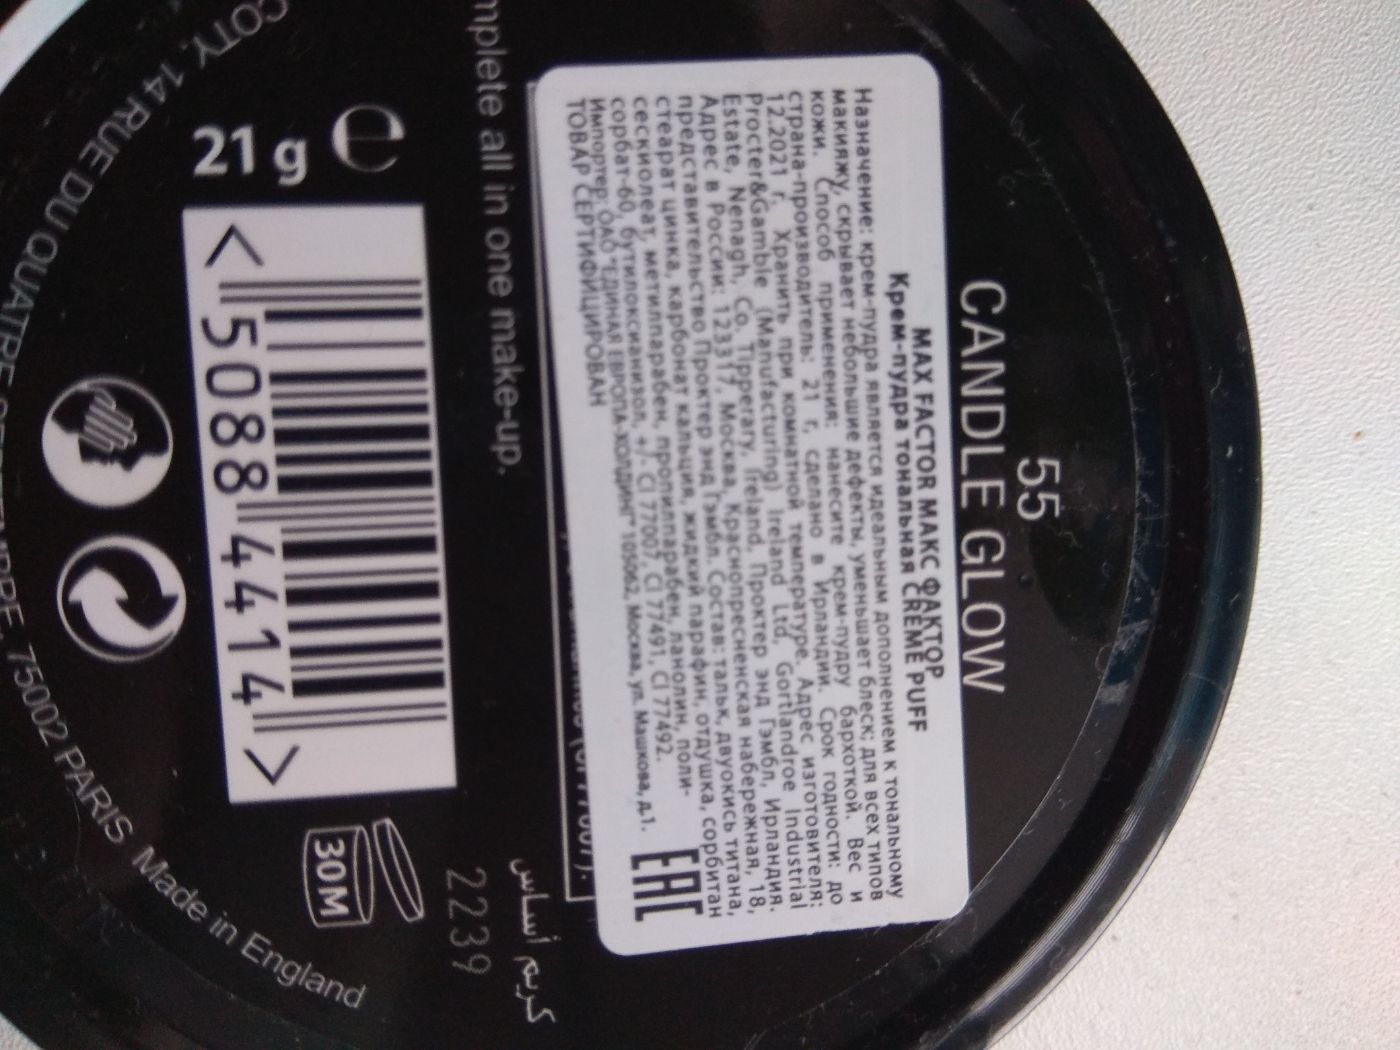 55
CANDLE GLOW
MAX FACTOR МАКС ФАКТОР
Крем-пудра тональная CREME PUFF
Назначение: крем-пудра является идеальным дополнением к тональному
макияжу, скрывает небольшие дефекты, уменьшает блеск; для всех типов
кожи. Способ применения: нанесите крем-пудру бархоткой. Вес и
страна-производитель: 21 г, сделано в Ирландии. Срок годности: до
12.2021 г. Хранить при комнатной температуре. Адрес изготовителя:
Procter&Gamble (Manufacturing) Ireland Ltd, Gortlandroe Industrial
Estate, Nenagh, Co. Tipperary, Ireland, Проктер энд Гэмбл, Ирландия.
Адрес в России: 123317, Москва, Краснопресненская набережная, 18,
представительство Проктер энд Гэмбл. Состав: тальк, двуокись титана,
стеарат цинка, карбонат кальция, жидкий парафин, отдушка, сорбитан
сескиолеат, метилпарабен, пропилпарабен, ланолин, поли-
сорбат-60, бутилоксианизол, +/- CI 77007, CI 77491, CI 77492.
Импортер: ОАО "ЕДИНАЯ ЕВРОПА-ХОЛДИНГ" 105062, Москва, ул. Машкова, д.1.
ТОВАР СЕРТИФИЦИРОВАН
EAC
mplete all in one make-up.
كريم أساس
2239
21 g e
30M
< 5088 4414 >
COTY, 14 RUE DU QUATRE SEPTEMBRE, 75002 PARIS Made in England